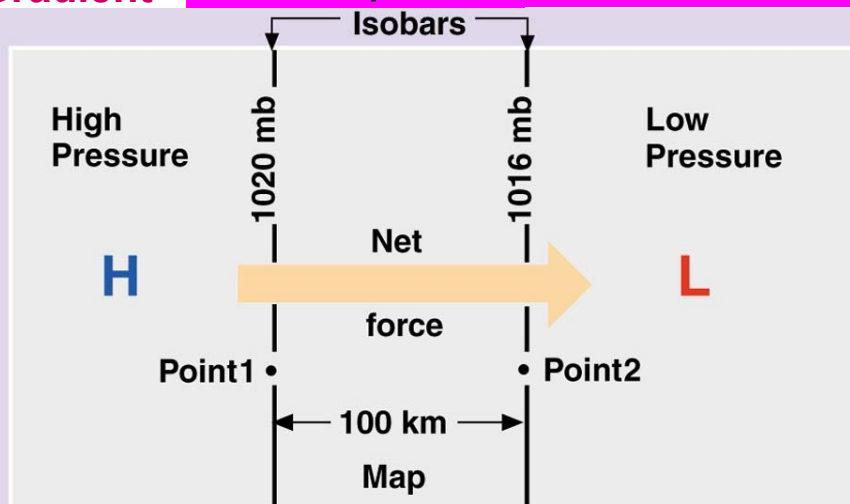 Isobars
High
Pressure
1020 mb
1016 mb
Low
Pressure
Net
H
L
force
Point1
Point2
100 km
Map